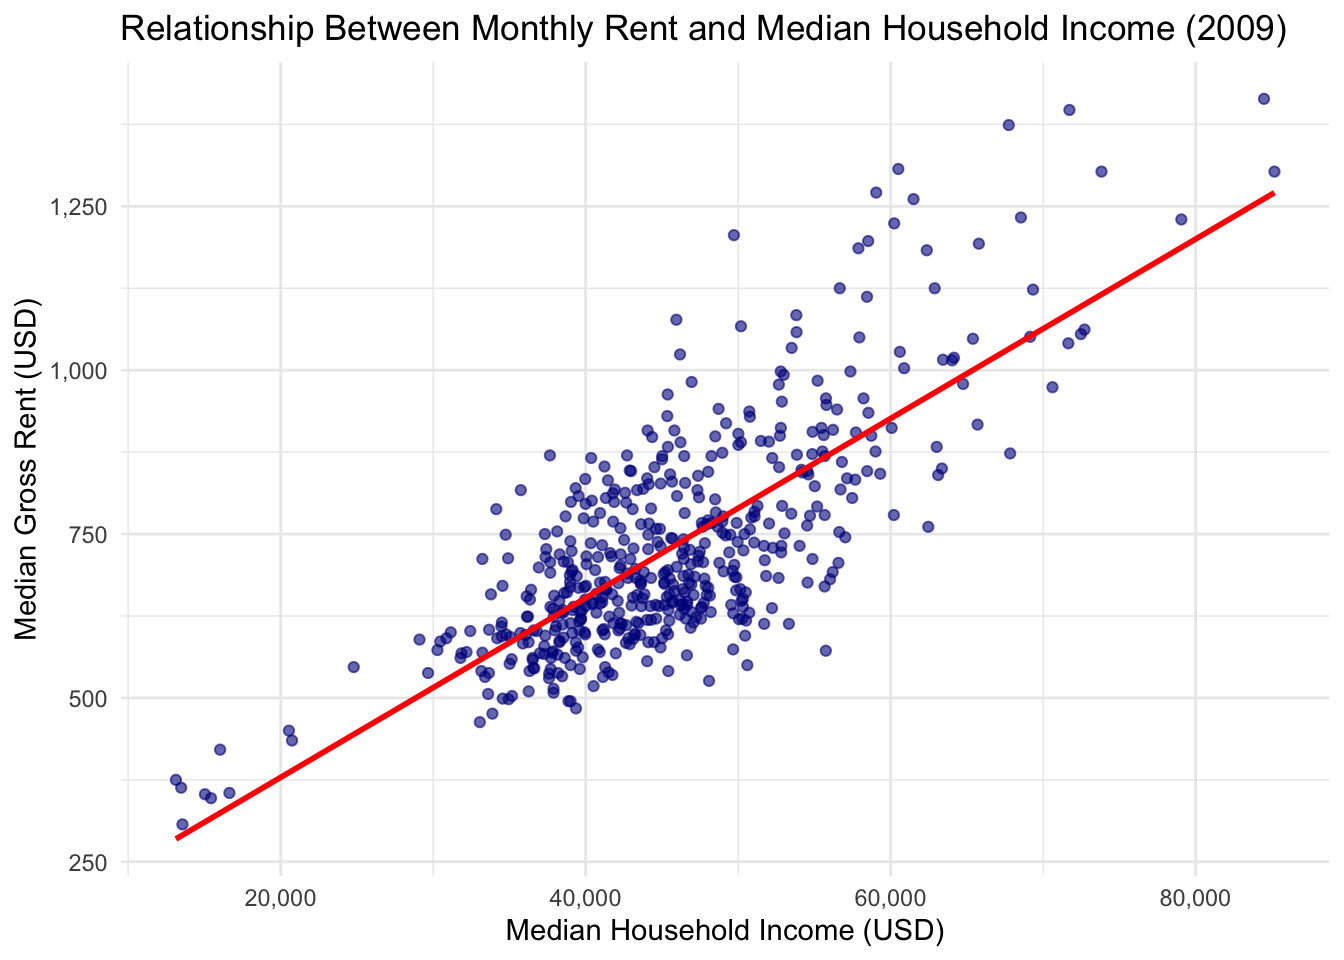 Relationship Between Monthly Rent and Median Household Income (2009)
Median Gross Rent (USD)
1,250
1,000
750
500
250
20,000 40,000 60,000 80,000
Median Household Income (USD)